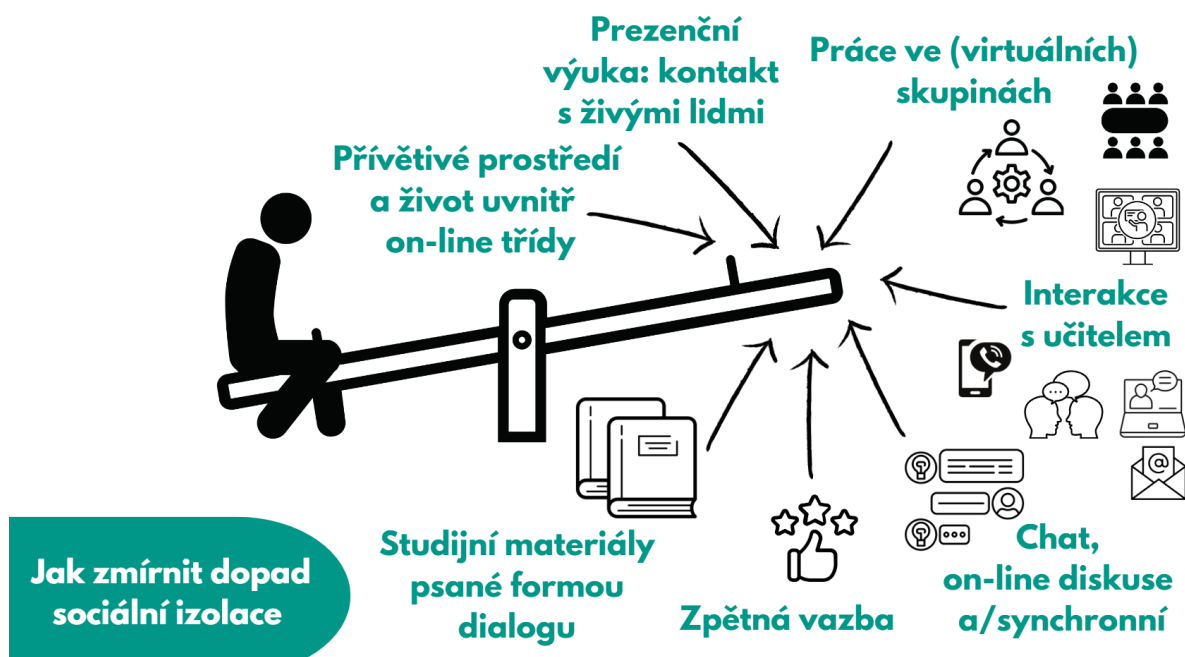 Prezenční
výuka: kontakt
s živými lidmi
Práce ve (virtuálních)
skupinách
Přívětivé prostředí
a život uvnitř
on-line třídy
Interakce
s učitelem
Studijní materiály
psané formou
dialogu
Zpětná vazba
Chat,
on-line diskuse
a/synchronní
Jak zmírnit dopad
sociální izolace